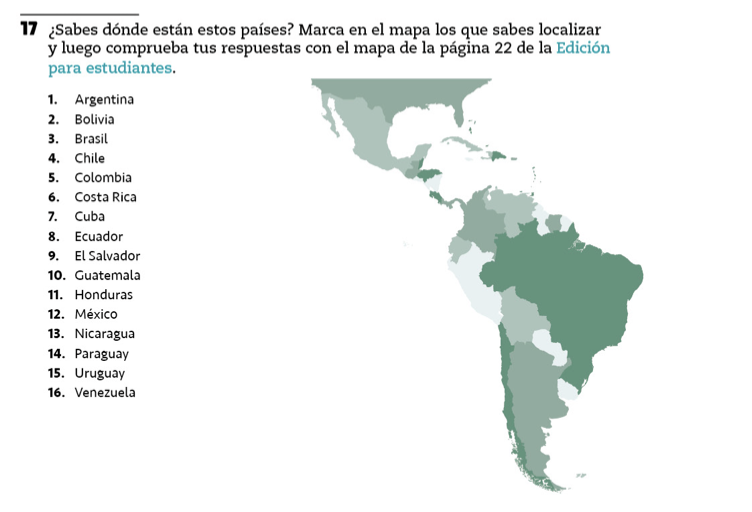 17 ¿Sabes dónde están estos países? Marca en el mapa los que sabes localizar
y luego comprueba tus respuestas con el mapa de la página 22 de la Edición
para estudiantes.
1. Argentina
2. Bolivia
3. Brasil
4. Chile
5. Colombia
6. Costa Rica
7. Cuba
8. Ecuador
9. El Salvador
10. Guatemala
11. Honduras
12. México
13. Nicaragua
14. Paraguay
15. Uruguay
16. Venezuela